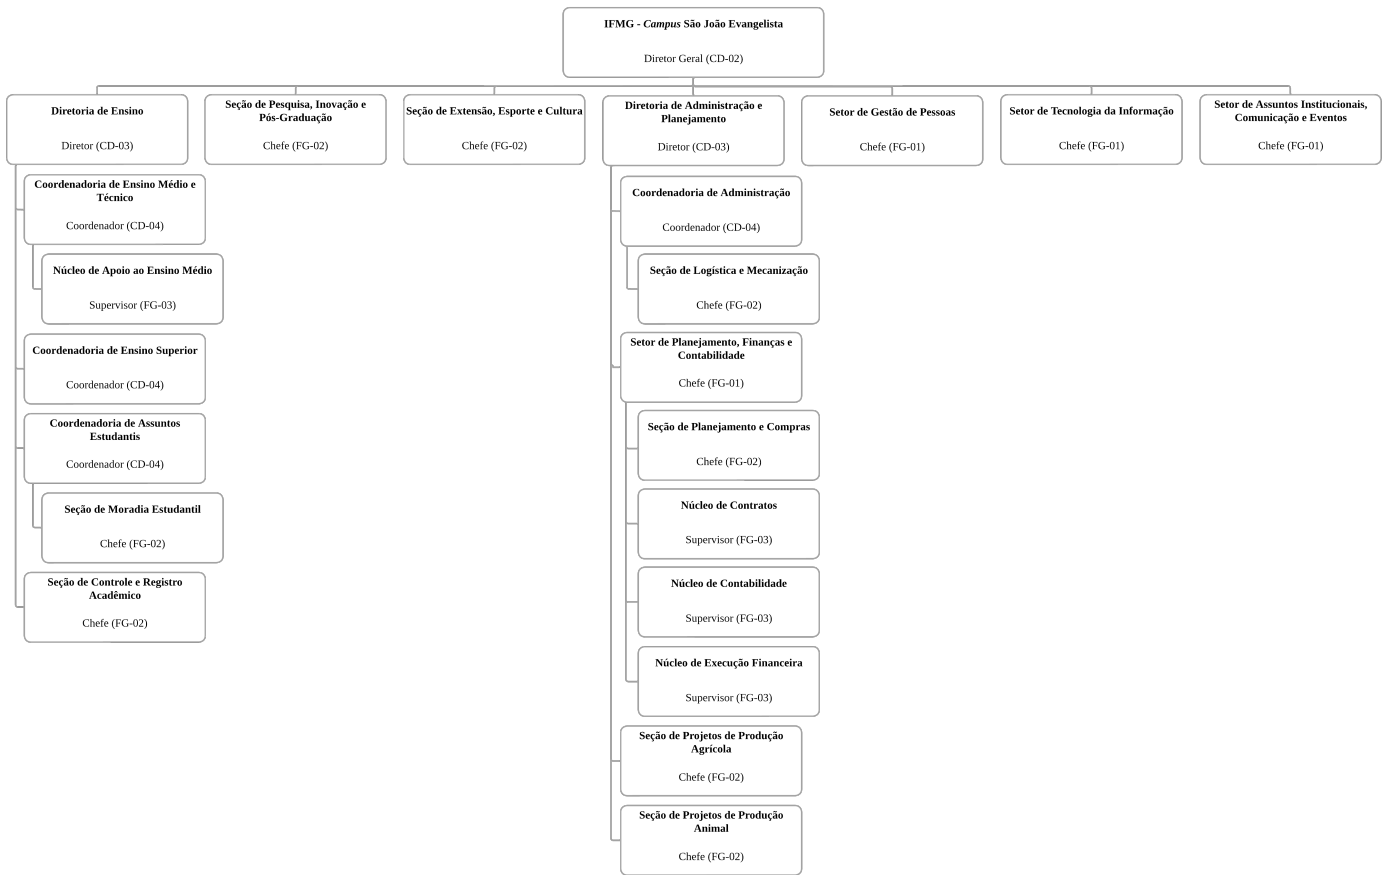 IFMG - Campus São João Evangelista
Diretor Geral (CD-02)
Diretoria de Ensino
Diretor (CD-03)
Seção de Pesquisa, Inovação e
Pós-Graduação
Chefe (FG-02)
Seção de Extensão, Esporte e Cultura
Chefe (FG-02)
Diretoria de Administração e
Planejamento
Diretor (CD-03)
Setor de Gestão de Pessoas
Chefe (FG-01)
Setor de Tecnologia da Informação
Chefe (FG-01)
Setor de Assuntos Institucionais,
Comunicação e Eventos
Chefe (FG-01)
Coordenadoria de Ensino Médio e
Técnico
Coordenador (CD-04)
Núcleo de Apoio ao Ensino Médio
Supervisor (FG-03)
Coordenadoria de Ensino Superior
Coordenador (CD-04)
Coordenadoria de Assuntos
Estudantis
Coordenador (CD-04)
Seção de Moradia Estudantil
Chefe (FG-02)
Seção de Controle e Registro
Acadêmico
Chefe (FG-02)
Coordenadoria de Administração
Coordenador (CD-04)
Seção de Logística e Mecanização
Chefe (FG-02)
Setor de Planejamento, Finanças e
Contabilidade
Chefe (FG-01)
Seção de Planejamento e Compras
Chefe (FG-02)
Núcleo de Contratos
Supervisor (FG-03)
Núcleo de Contabilidade
Supervisor (FG-03)
Núcleo de Execução Financeira
Supervisor (FG-03)
Seção de Projetos de Produção
Agrícola
Chefe (FG-02)
Seção de Projetos de Produção
Animal
Chefe (FG-02)